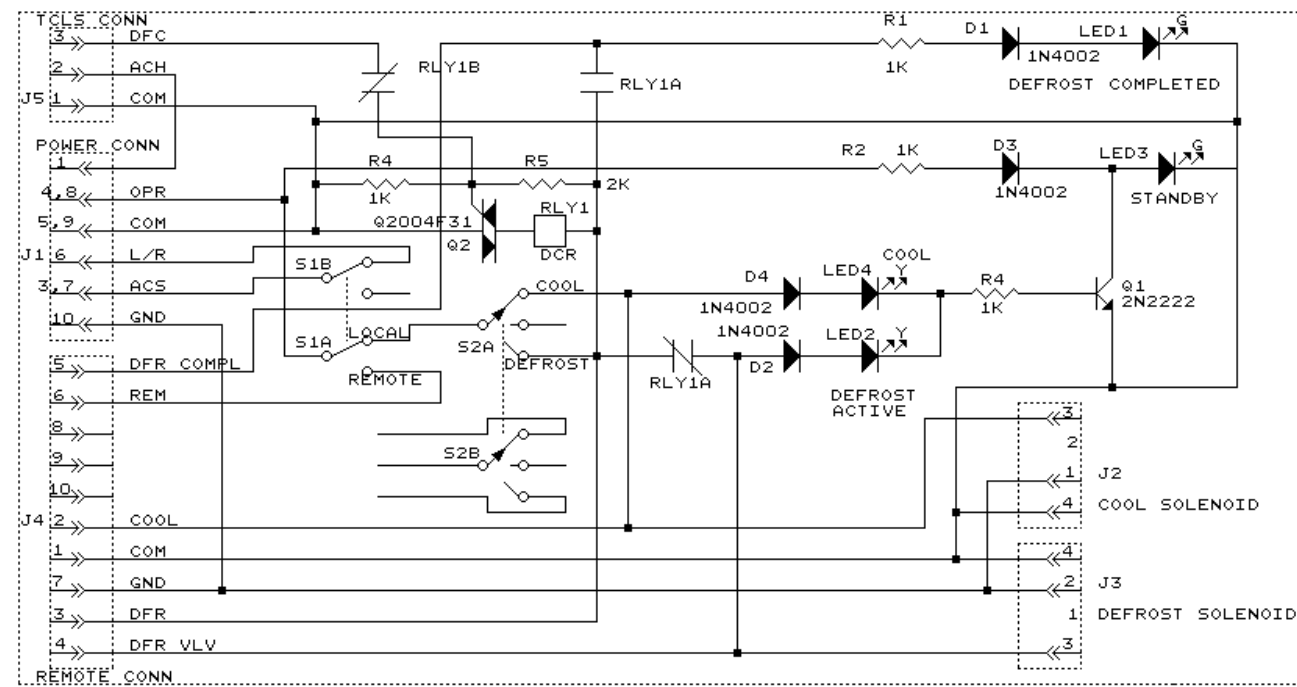 TCLS CONN
3 DFC
2 ACH
J5 1 COM
RLY1B
RLY1A
R1
1K
D1
1N4002
LED1
G
DEFROST COMPLETED
POWER CONN
1
4,8 OPR
5,9 COM
J1 6 L/R
3,7 ACS
10 GND
R4
1K
R5
2K
Q2004F31
Q2
RLY1
DCR
R2 1K
D3
1N4002
LED3
G
STANDBY
S1B
S1A
LOCAL
REMOTE
COOL
S2A
DEFROST
S2B
D4
1N4002
LED4
COOL
Y
1N4002
D2
LED2
Y
RLY1A
DEFROST
ACTIVE
R4
1K
Q1
2N2222
5 DFR COMPL
6 REM
8
9
10
J4 2 COOL
1 COM
7 GND
3 DFR
4 DFR VLV
REMOTE CONN
3
2
1
4
J2
COOL SOLENOID
4
2
1
3
J3
DEFROST SOLENOID